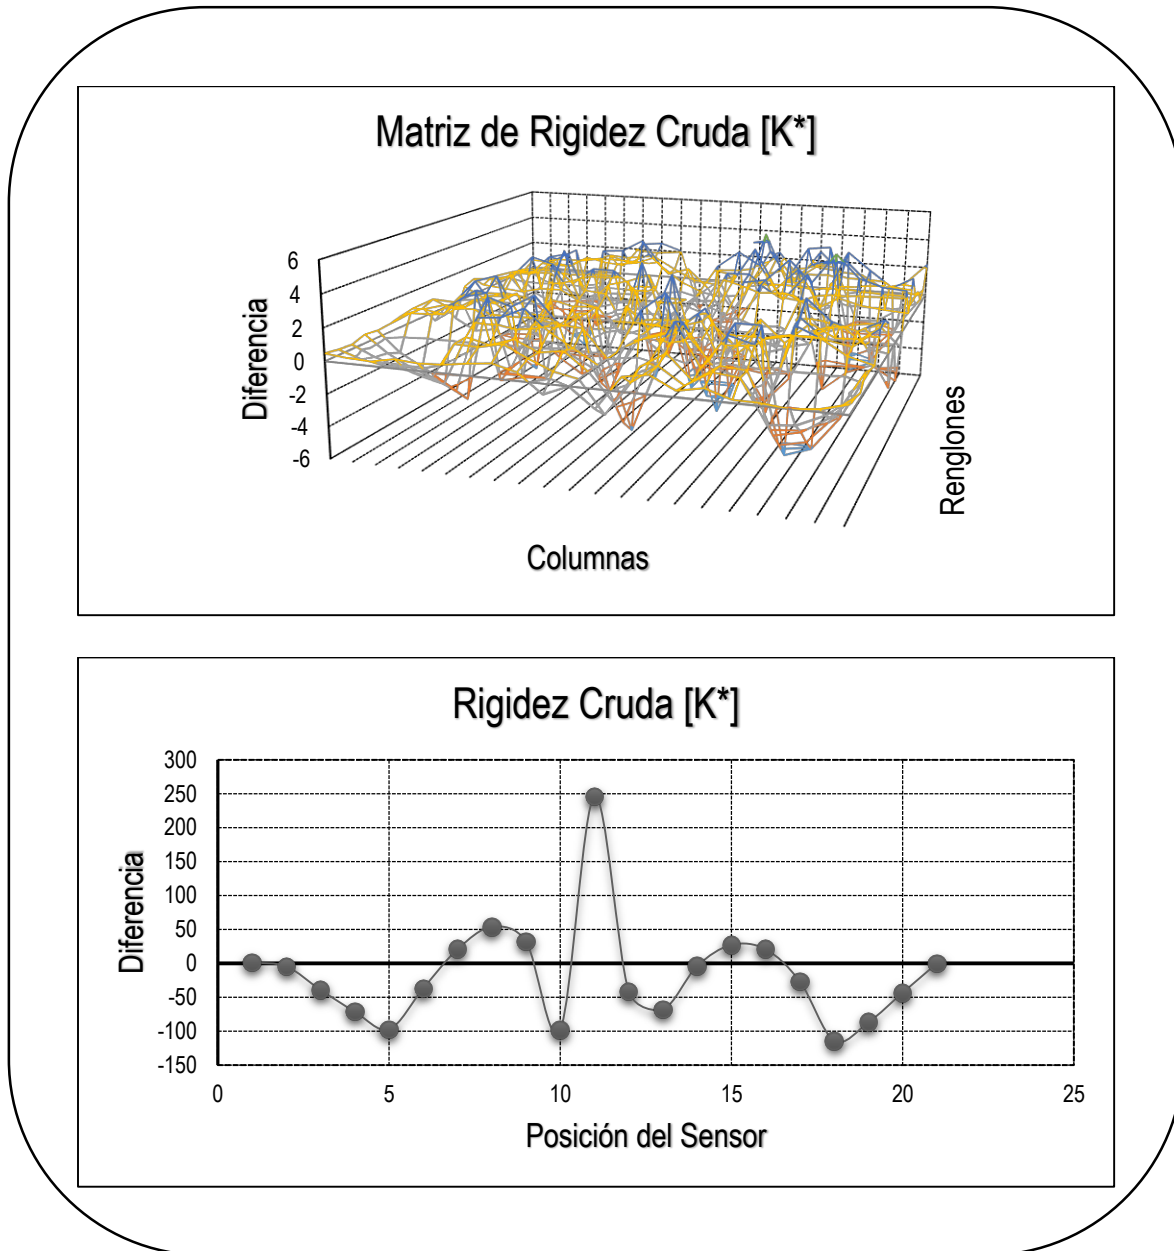 Matriz de Rigidez Cruda [K*]
6
4
2
0
-2
-4
-6
Diferencia
Columnas
Renglones
Rigidez Cruda [K*]
300
250
200
150
100
50
0
-50
-100
-150
Diferencia
0 5 10 15 20 25
Posición del Sensor